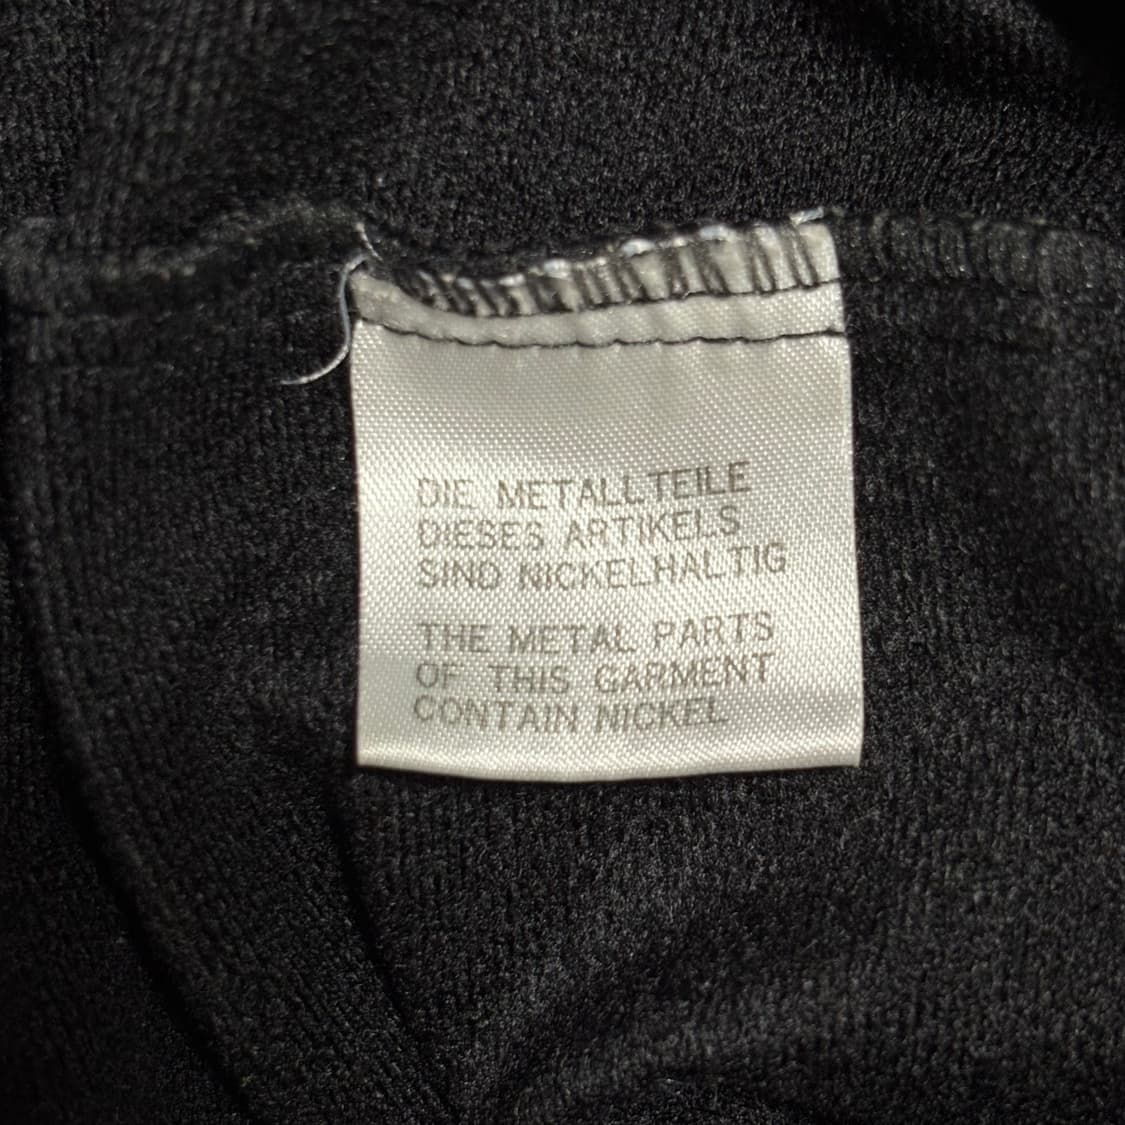 DIE METALLTEILE
DIESES ARTIKELS
SIND NICKELHALTIG
THE METAL PARTS
OF THIS GARMENT
CONTAIN NICKEL